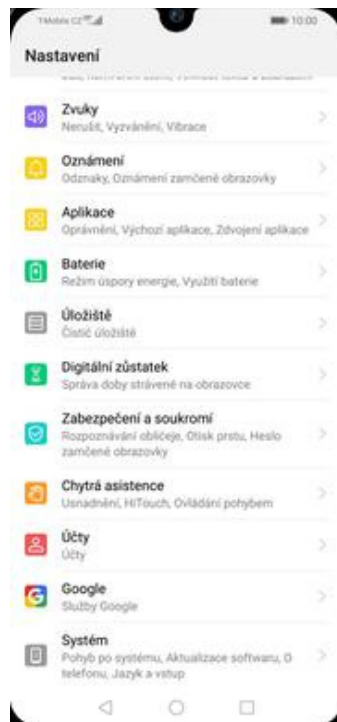 T-Mobile CZ
10:00
Nastavení
Zvuky
Nerušit, Vyzvánění, Vibrace
Oznámení
Odznaky, Oznámení zamčené obrazovky
Aplikace
Oprávnění, Výchozí aplikace, Zdvojení aplikace
Baterie
Režim úspory energie, Využití baterie
Úložiště
Čistič úložiště
Digitální zůstatek
Správa doby strávené na obrazovce
Zabezpečení a soukromí
Rozpoznávání obličeje, Otisk prstu, Heslo
zamčené obrazovky
Chytrá asistence
Usnadnění, HiTouch, Ovládání pohybem
Účty
Účty
Google
Služby Google
Systém
Pohyb po systému, Aktualizace softwaru, O
telefonu, Jazyk a vstup